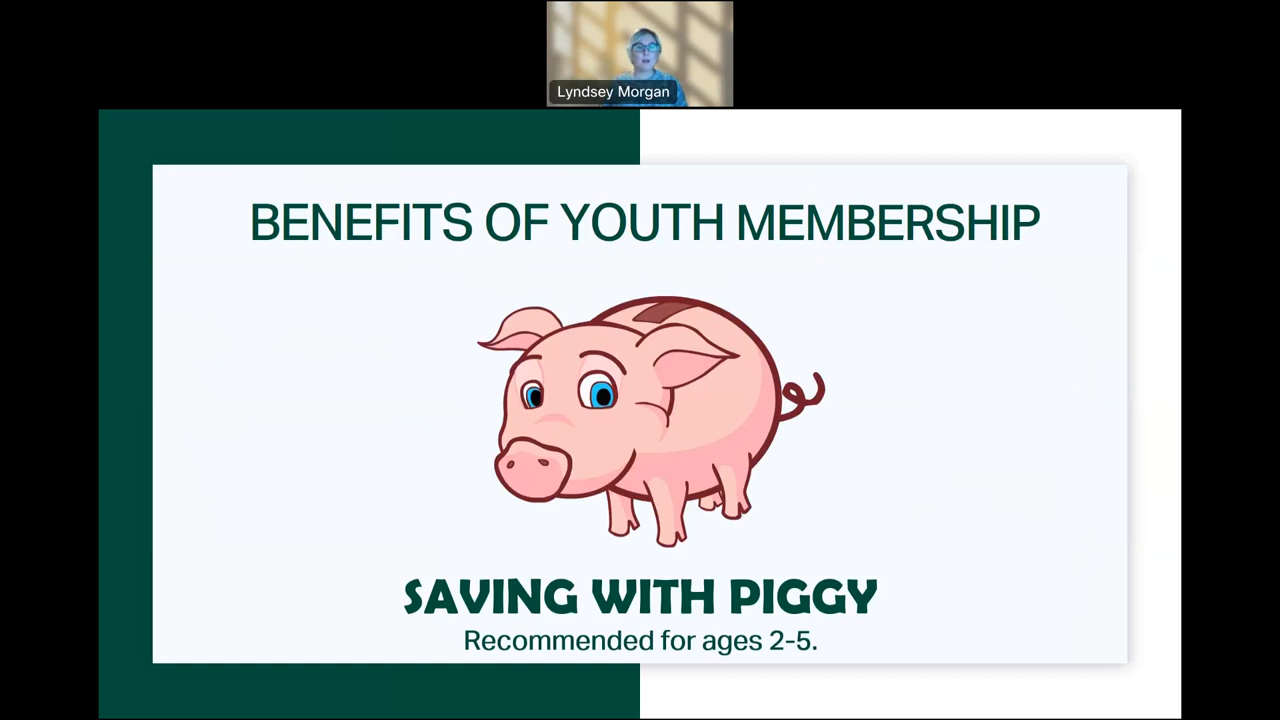 Lyndsey Morgan
BENEFITS OF YOUTH MEMBERSHIP
SAVING WITH PIGGY
Recommended for ages 2-5.